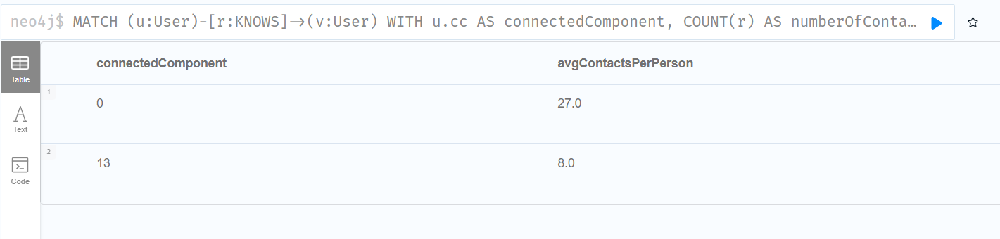 neo4j$ MATCH (u:User)-[r:KNOWS]->(v:User) WITH u.cc AS connectedComponent, COUNT(r) AS numberOfConta…
Table
connectedComponent avgContactsPerPerson
1
0 27.0
Text
2
13 8.0
Code